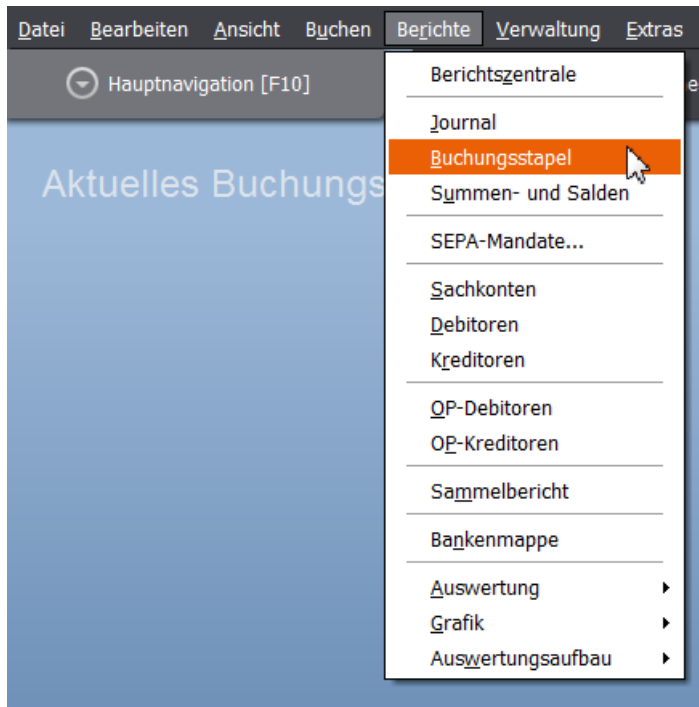 Datei Bearbeiten Ansicht Buchen Berichte Verwaltung Extras
Hauptnavigation [F10]
Aktuelles Buchungs
Berichtszentrale
Journal
Buchungsstapel
Summen- und Salden
SEPA-Mandate...
Sachkonten
Debitoren
Kreditoren
OP-Debitoren
OP-Kreditoren
Sammelbericht
Bankenmappe
Auswertung
Grafik
Auswertungsaufbau